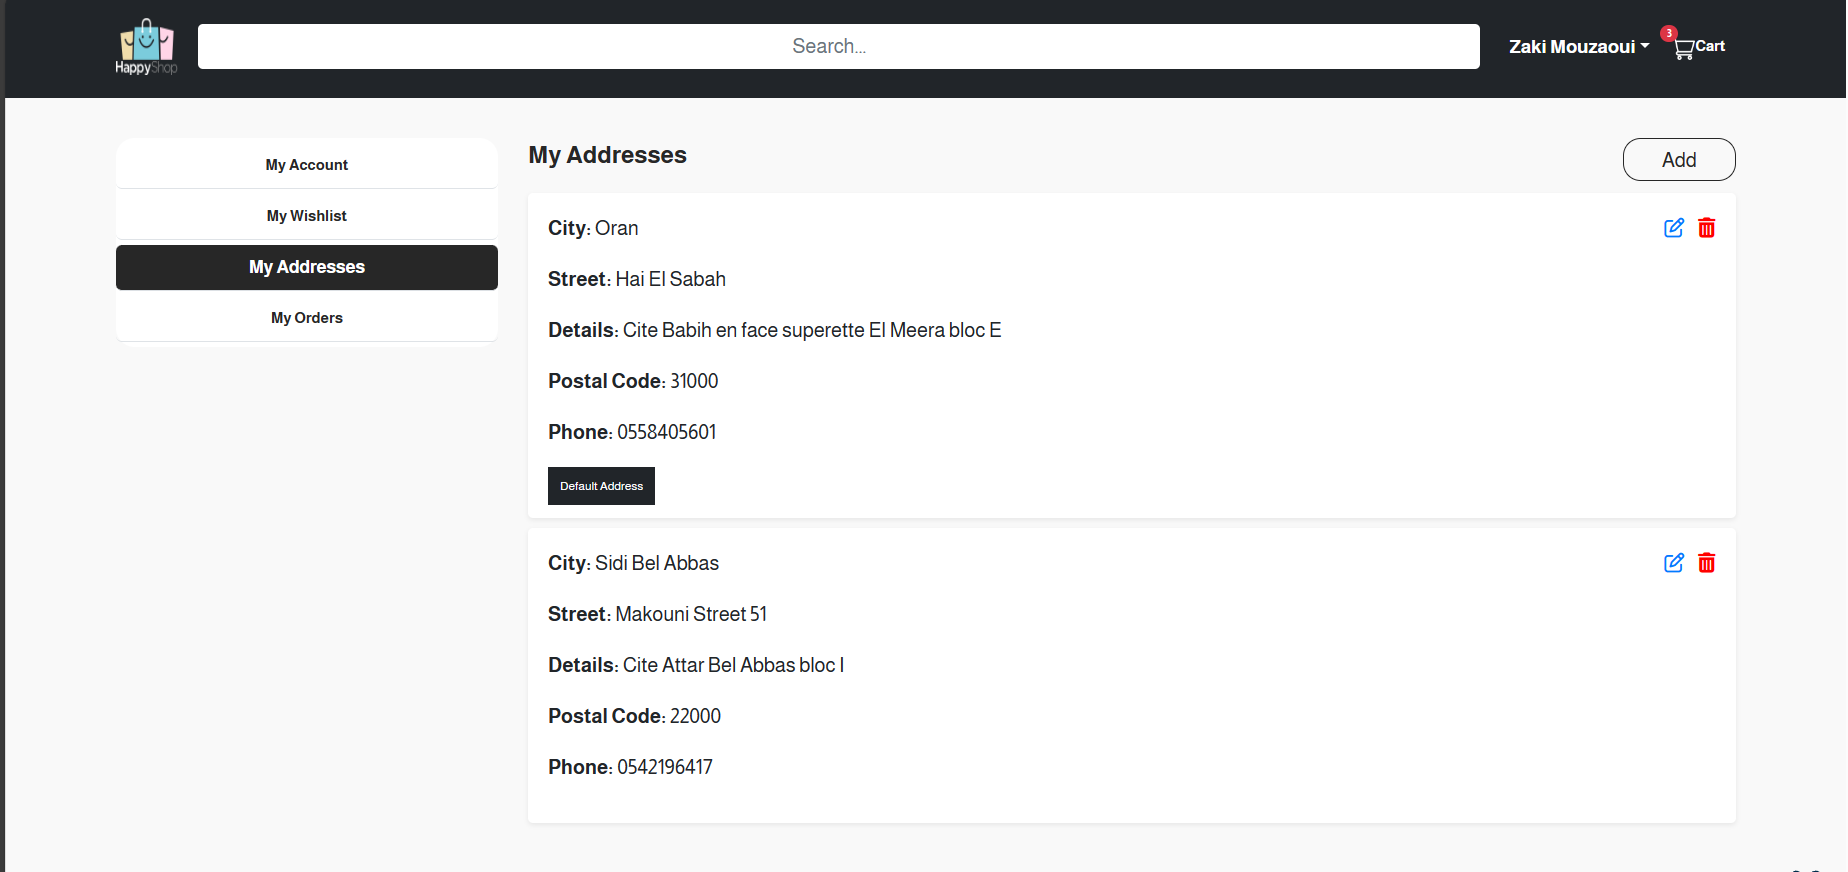 HappyShop
Search...
Zaki Mouzaoui
3
Cart
My Account
My Wishlist
My Addresses
My Orders
My Addresses
Add
City: Oran
Street: Hai El Sabah
Details: Cite Babih en face superette El Meera bloc E
Postal Code: 31000
Phone: 0558405601
Default Address
City: Sidi Bel Abbas
Street: Makouni Street 51
Details: Cite Attar Bel Abbas bloc I
Postal Code: 22000
Phone: 0542196417